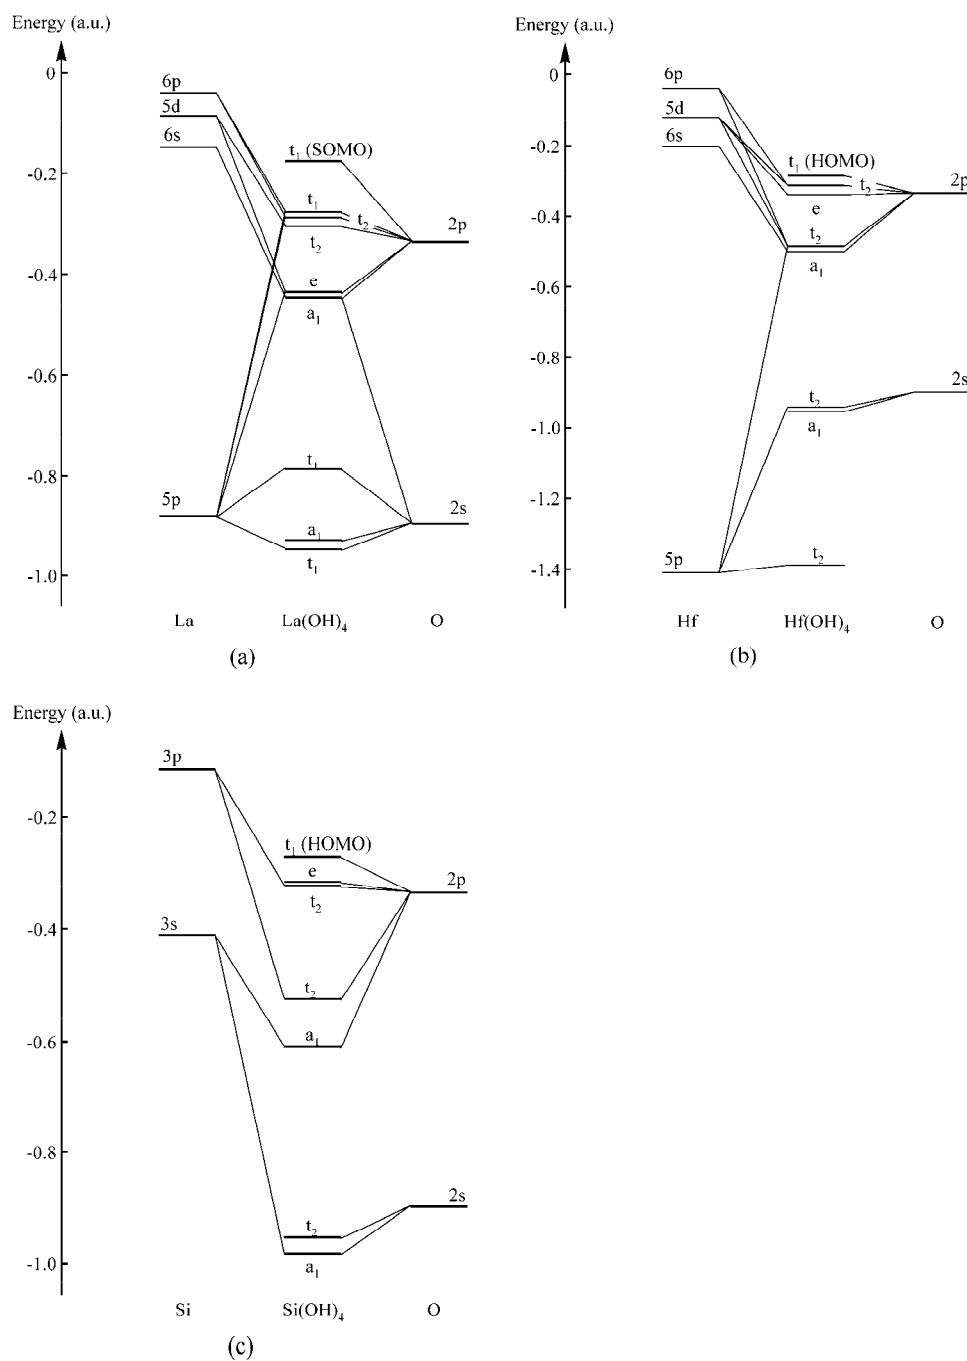 Energy (a.u.)
0
-0.2
-0.4
-0.6
-0.8
-1.0
6p
5d
6s
5p
t1 (SOMO)
t1
t2
t2
e
a1
t1
a1
t1
2p
2s
La
La(OH)4
O
(a)
Energy (a.u.)
0
-0.2
-0.4
-0.6
-0.8
-1.0
-1.2
-1.4
6p
5d
6s
5p
t1 (HOMO)
t2
e
t2
a1
t2
a1
t2
2p
2s
Hf
Hf(OH)4
O
(b)
Energy (a.u.)
-0.2
-0.4
-0.6
-0.8
-1.0
3p
3s
t1 (HOMO)
e
t2
t2
a1
t2
a1
2p
2s
Si
Si(OH)4
O
(c)